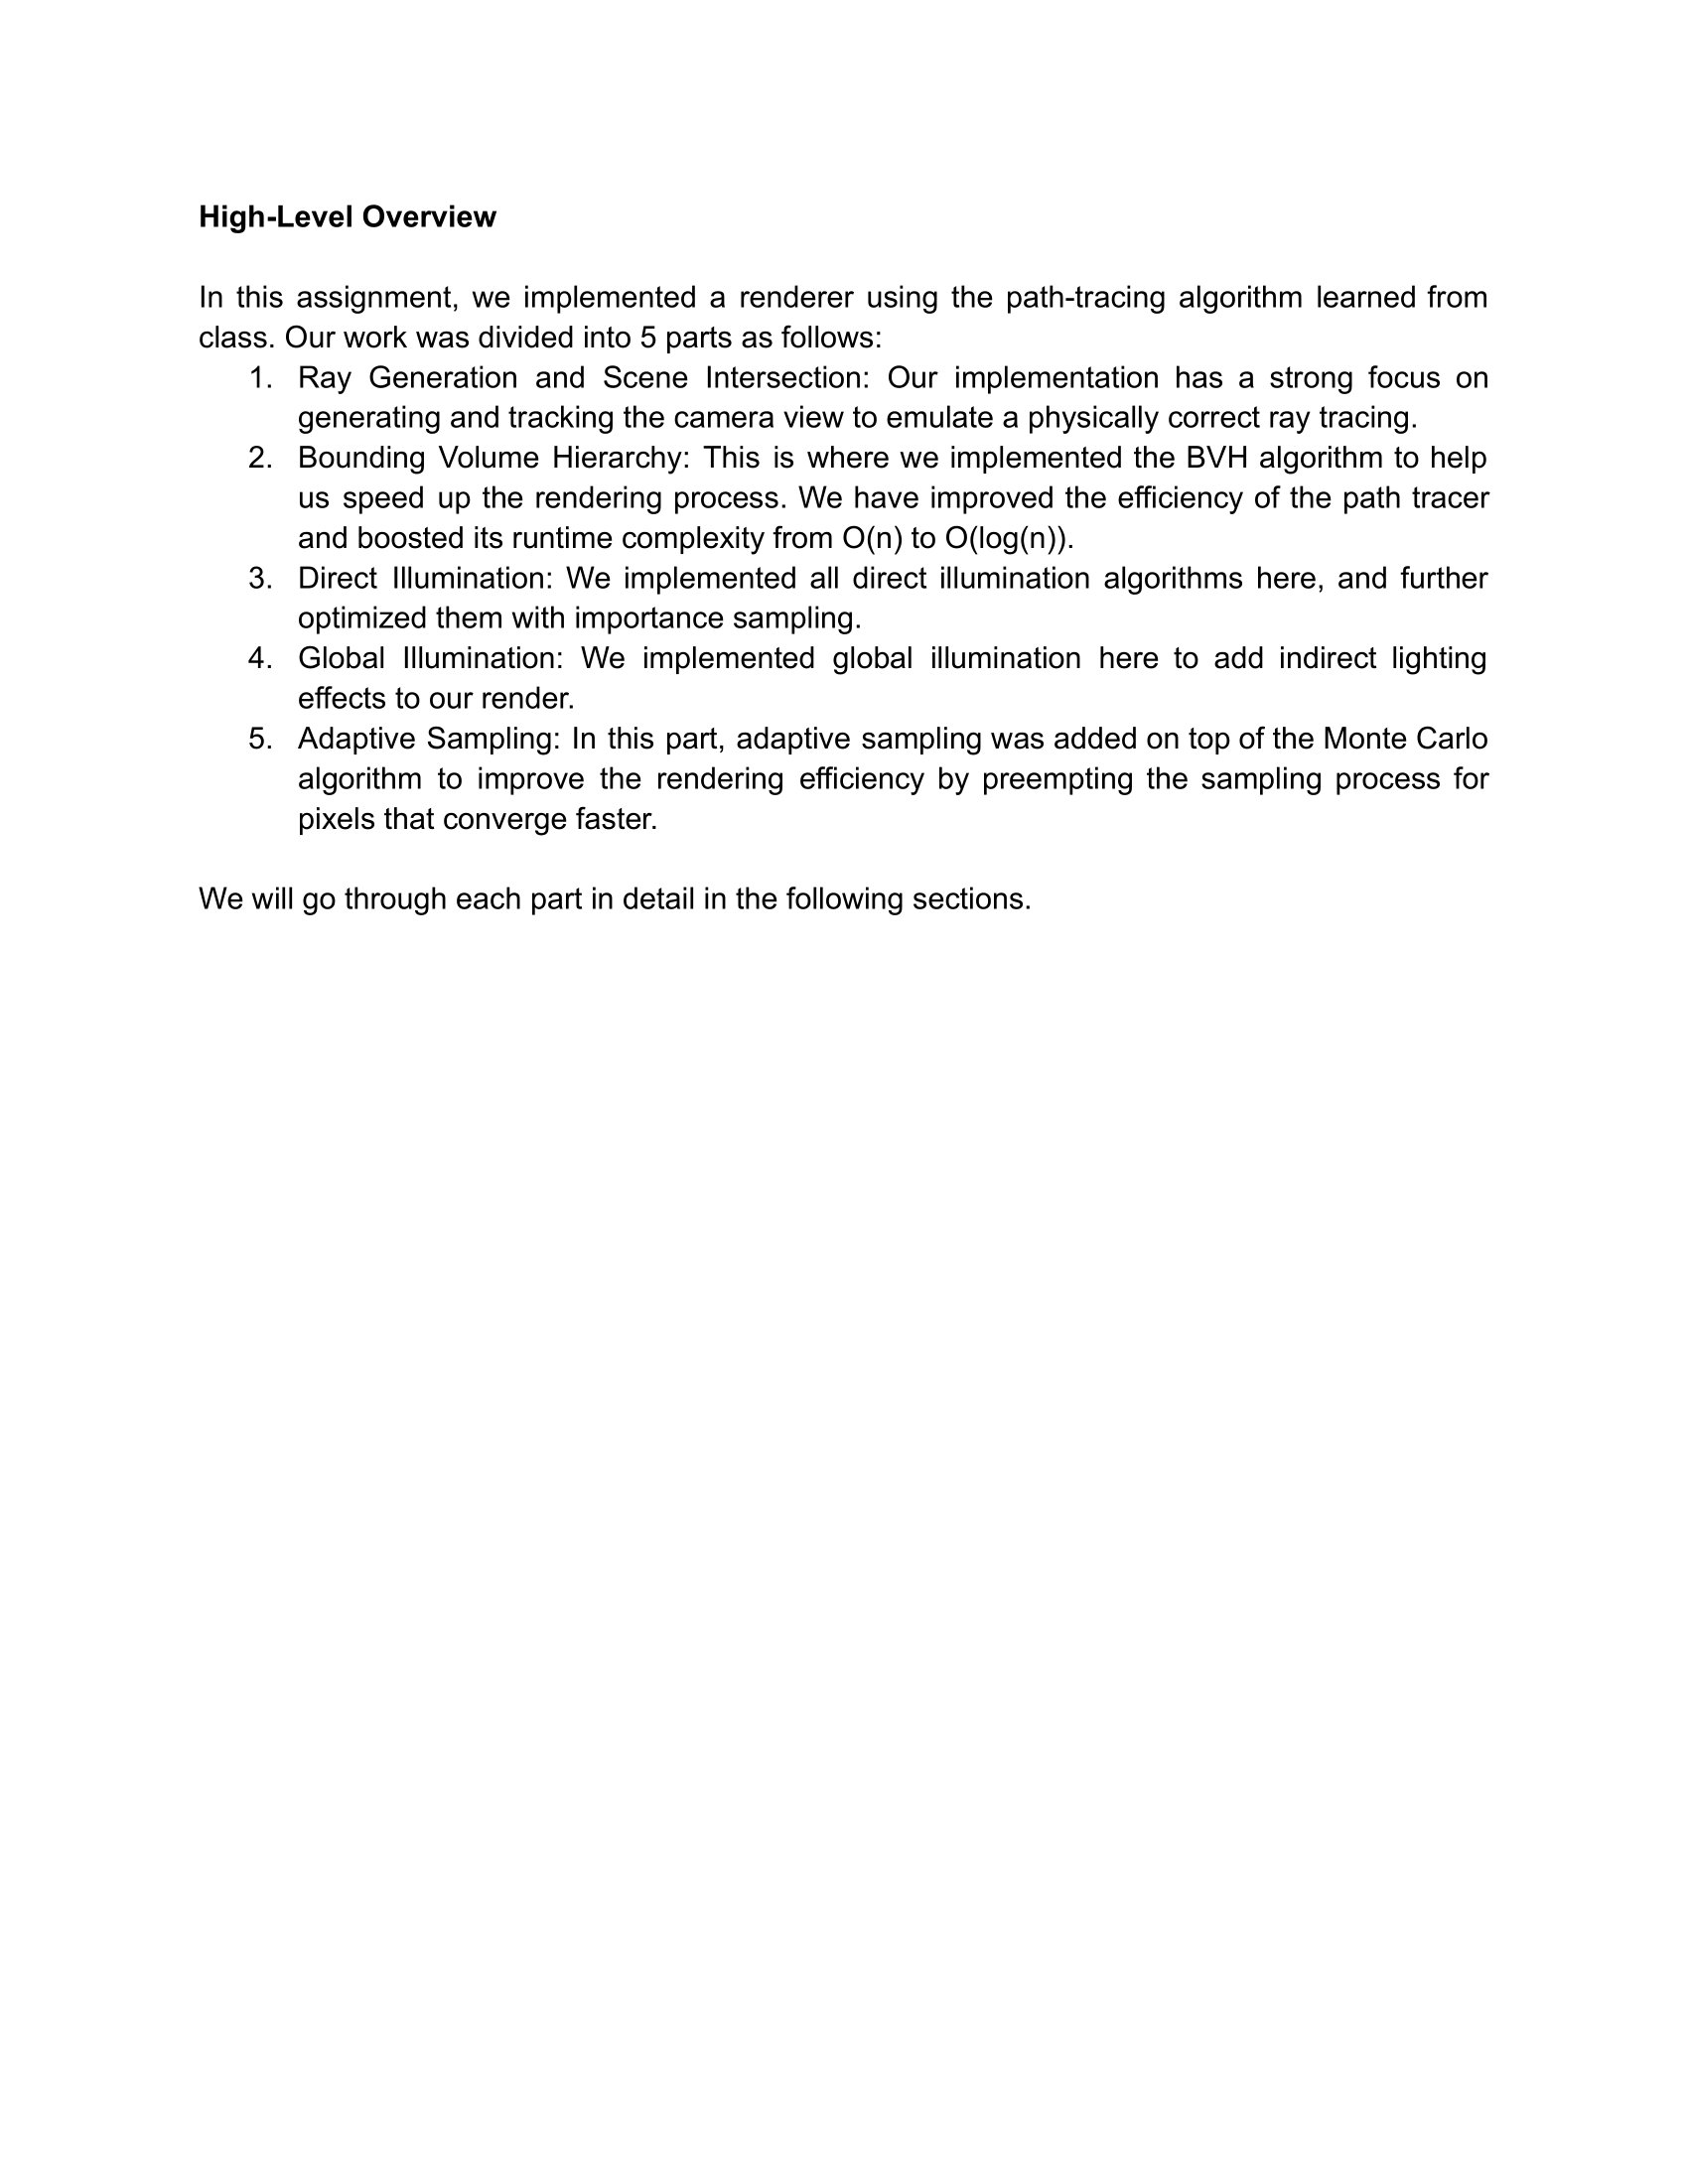 High-Level Overview
In this assignment, we implemented a renderer using the path-tracing algorithm learned from
class. Our work was divided into 5 parts as follows:
1. Ray Generation and Scene Intersection: Our implementation has a strong focus on
generating and tracking the camera view to emulate a physically correct ray tracing.
2. Bounding Volume Hierarchy: This is where we implemented the BVH algorithm to help
us speed up the rendering process. We have improved the efficiency of the path tracer
and boosted its runtime complexity from O(n) to O(log(n)).
3. Direct Illumination: We implemented all direct illumination algorithms here, and further
optimized them with importance sampling.
4. Global Illumination: We implemented global illumination here to add indirect lighting
effects to our render.
5. Adaptive Sampling: In this part, adaptive sampling was added on top of the Monte Carlo
algorithm to improve the rendering efficiency by preempting the sampling process for
pixels that converge faster.
We will go through each part in detail in the following sections.